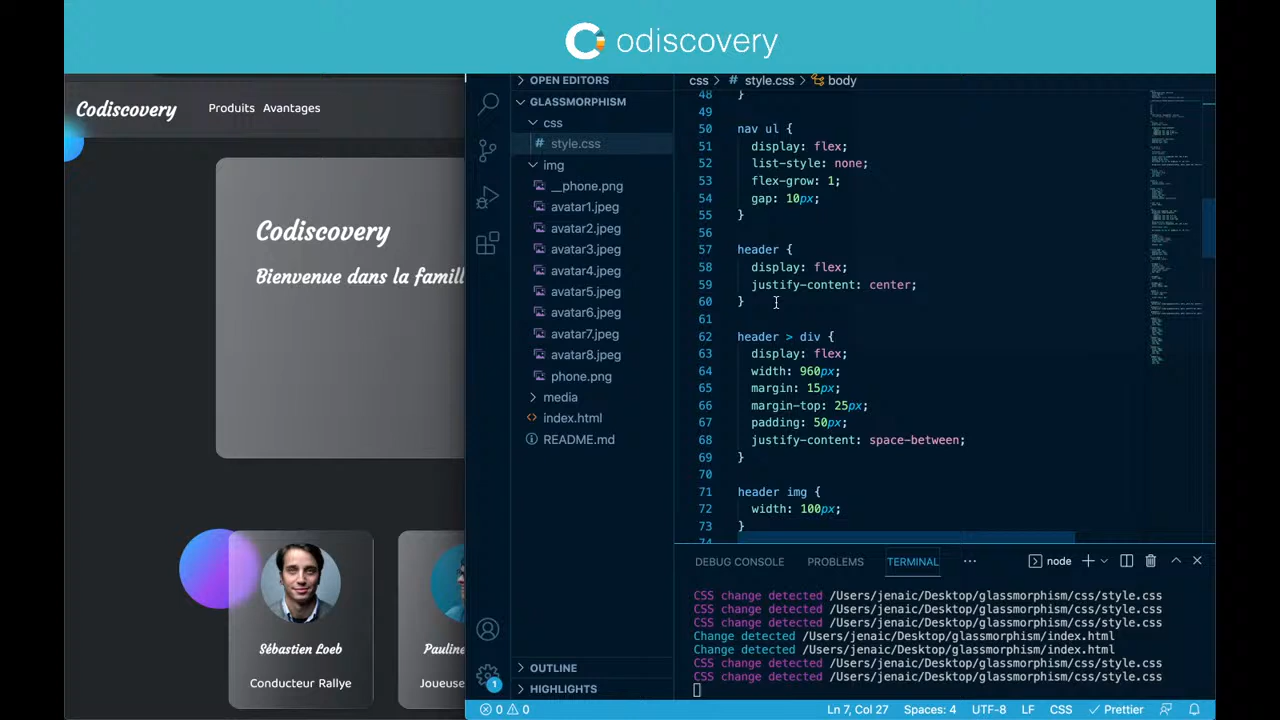 Codiscovery
Codiscovery
Produits Avantages
Codiscovery
Bienvenue dans la famill
Sébastien Loeb
Conducteur Rallye
Pauline
Joueuse
OPEN EDITORS
GLASSMORPHISM
css
# style.css
img
__phone.png
avatar1.jpeg
avatar2.jpeg
avatar3.jpeg
avatar4.jpeg
avatar5.jpeg
avatar6.jpeg
avatar7.jpeg
avatar8.jpeg
phone.png
media
<> index.html
README.md
OUTLINE
HIGHLIGHTS
1
css > # style.css > body
48 }
49
50 nav ul {
51 display: flex;
52 list-style: none;
53 flex-grow: 1;
54 gap: 10px;
55 }
56
57 header {
58 display: flex;
59 justify-content: center;
60 }
61
62 header > div {
63 display: flex;
64 width: 960px;
65 margin: 15px;
66 margin-top: 25px;
67 padding: 50px;
68 justify-content: space-between;
69 }
70
71 header img {
72 width: 100px;
73 }
74
DEBUG CONSOLE PROBLEMS TERMINAL ... node
CSS change detected /Users/jenaic/Desktop/glassmorphism/css/style.css
CSS change detected /Users/jenaic/Desktop/glassmorphism/css/style.css
CSS change detected /Users/jenaic/Desktop/glassmorphism/css/style.css
Change detected /Users/jenaic/Desktop/glassmorphism/index.html
Change detected /Users/jenaic/Desktop/glassmorphism/index.html
CSS change detected /Users/jenaic/Desktop/glassmorphism/css/style.css
CSS change detected /Users/jenaic/Desktop/glassmorphism/css/style.css
0 0 Ln 7, Col 27 Spaces: 4 UTF-8 LF CSS Prettier